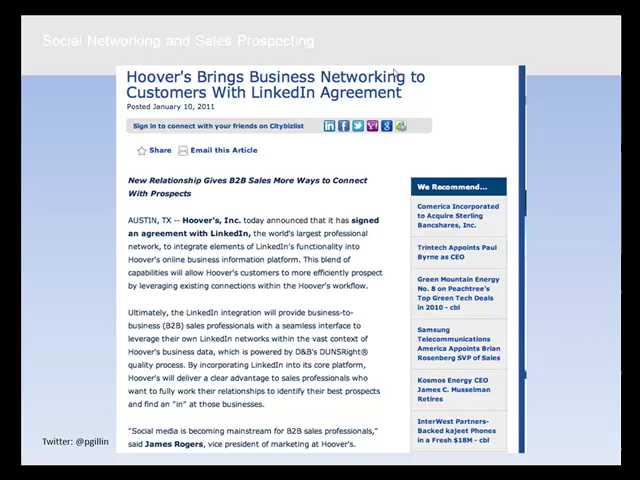 Social Networking and Sales Prospecting
Hoover's Brings Business Networking to
Customers With LinkedIn Agreement
Posted January 10, 2011
Sign in to connect with your friends on Citybizlist
Share Email this Article
New Relationship Gives B2B Sales More Ways to Connect
With Prospects
AUSTIN, TX -- Hoover's, Inc. today announced that it has signed
an agreement with LinkedIn, the world's largest professional
network, to integrate elements of LinkedIn's functionality into
Hoover's online business information platform. This blend of
capabilities will allow Hoover's customers to more efficiently prospect
by leveraging existing connections within the Hoover's workflow.
Ultimately, the LinkedIn integration will provide business-to-
business (B2B) sales professionals with a seamless interface to
leverage their own LinkedIn networks within the vast context of
Hoover's business data, which is powered by D&B's DUNSRight®
quality process. By incorporating LinkedIn into its core platform,
Hoover's will deliver a clear advantage to sales professionals who
want to fully work their relationships to identify their best prospects
and find an "in" at those businesses.
"Social media is becoming mainstream for B2B sales professionals,"
said James Rogers, vice president of marketing at Hoover's.
We Recommend...
Comerica Incorporated
to Acquire Sterling
Bancshares, Inc.
Trintech Appoints Paul
Byrne as CEO
Green Mountain Energy
No. 8 on Peachtree's
Top Green Tech Deals
in 2010 - cbl
Samsung
Telecommunications
America Appoints Brian
Rosenberg SVP of Sales
Kosmos Energy CEO
James C. Musselman
Retires
InterWest Partners-
Backed kajeet Phones
in a Fresh $18M - cbl
Twitter: @pgillin